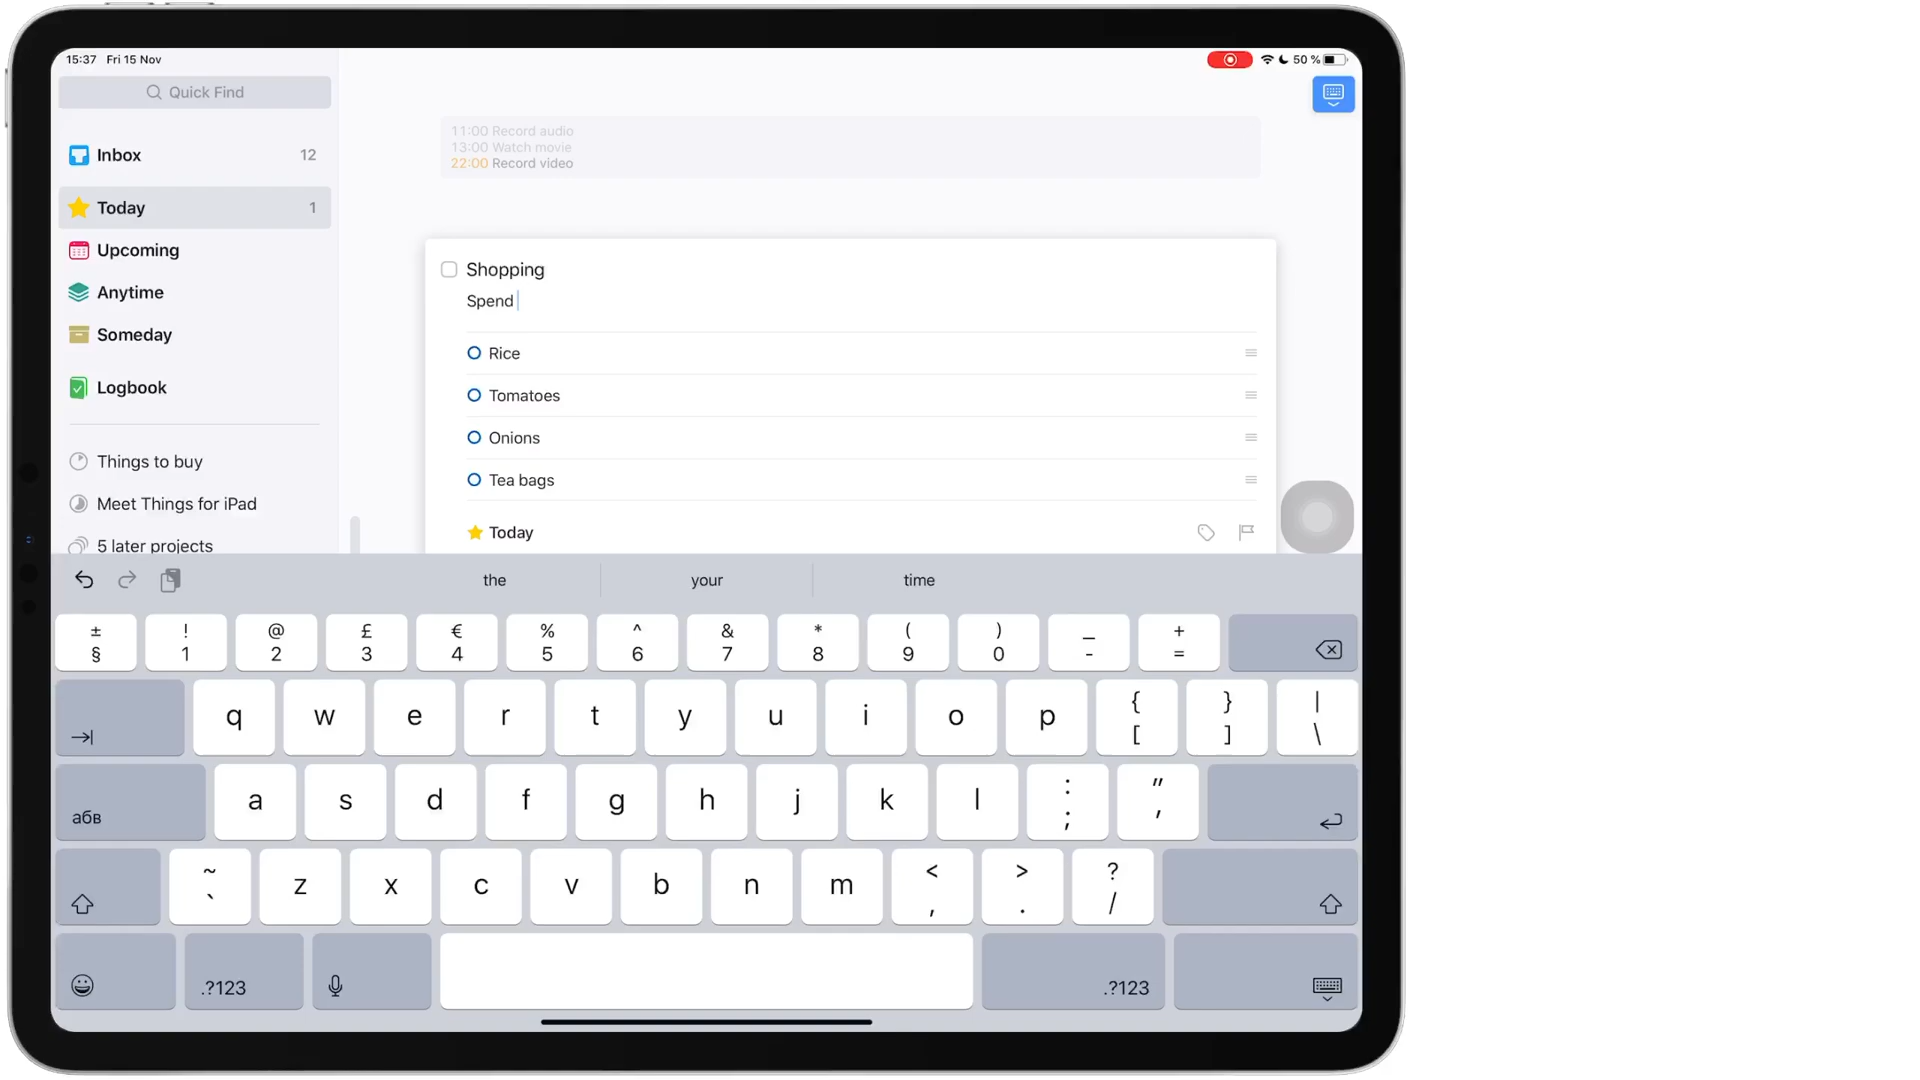 15:37 Fri 15 Nov
50 %
Quick Find
Inbox 12
Today 1
Upcoming
Anytime
Someday
Logbook
Things to buy
Meet Things for iPad
5 later projects
11:00 Record audio
13:00 Watch movie
22:00 Record video
Shopping
Spend
Rice
Tomatoes
Onions
Tea bags
Today
the your time
± ! @ £ € % ^ & * ( ) _ +
§ 1 2 3 4 5 6 7 8 9 0 - =
q w e r t y u i o p { } |
[ ] \
абв a s d f g h j k l : "
; '
~ z x c v b n m < > ?
` , . /
.?123 .?123